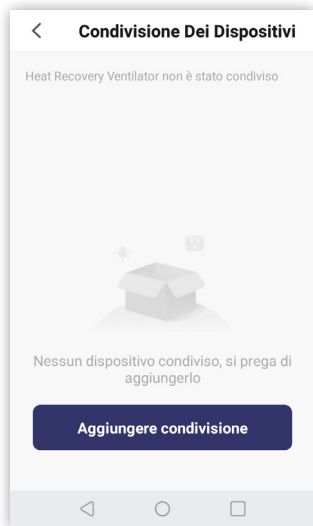 Condivisione Dei Dispositivi
Heat Recovery Ventilator non è stato condiviso
Nessun dispositivo condiviso, si prega di
aggiungerlo
Aggiungere condivisione